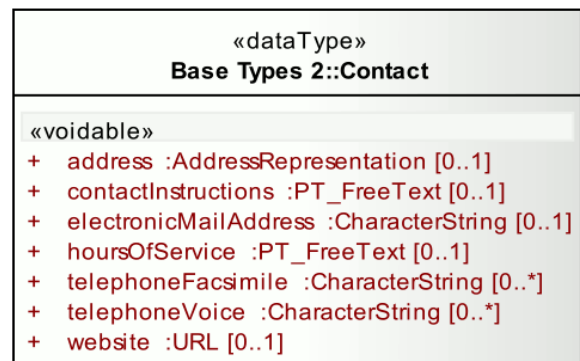 «dataType»
Base Types 2::Contact
«voidable»
+ address :AddressRepresentation [0..1]
+ contactInstructions :PT_FreeText [0..1]
+ electronicMailAddress :CharacterString [0..1]
+ hoursOfService :PT_FreeText [0..1]
+ telephoneFacsimile :CharacterString [0..*]
+ telephoneVoice :CharacterString [0..*]
+ website :URL [0..1]